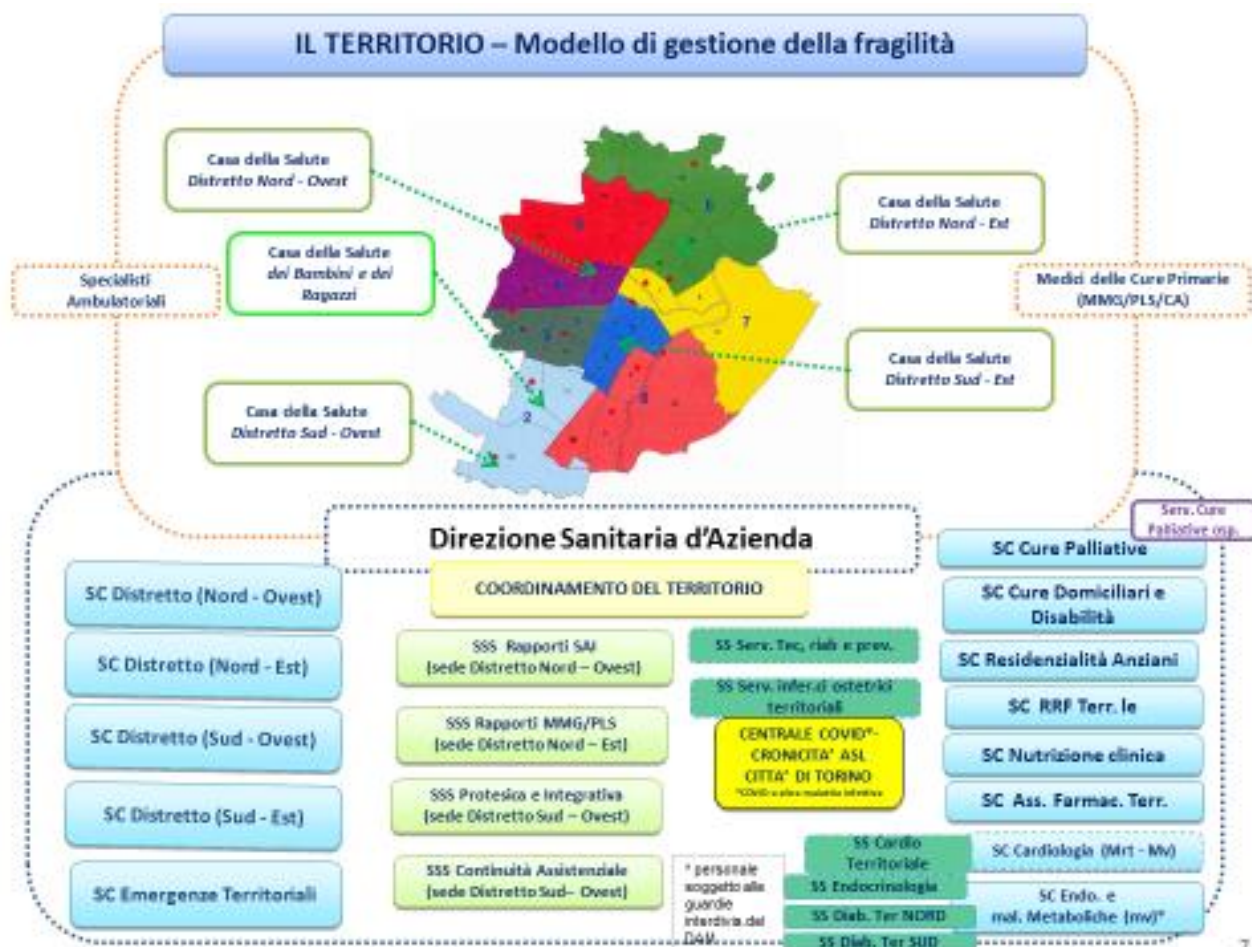 IL TERRITORIO – Modello di gestione della fragilità
Casa della Salute
Distretto Nord - Ovest
Casa della Salute
Distretto Nord - Est
Casa della Salute
dei Bambini e dei
Ragazzi
Specialisti
Ambulatoriali
Medici delle Cure Primarie
(MMG/PLS/CA)
7
2
Casa della Salute
Distretto Sud - Est
Casa della Salute
Distretto Sud - Ovest
Serv. Cure
Palliative osp.
Direzione Sanitaria d'Azienda
COORDINAMENTO DEL TERRITORIO
SC Distretto (Nord - Ovest)
SC Distretto (Nord - Est)
SC Distretto (Sud - Ovest)
SC Distretto (Sud - Est)
SC Emergenze Territoriali
SSS Rapporti SAI
(sede Distretto Nord – Ovest)
SSS Rapporti MMG/PLS
(sede Distretto Nord – Est)
SSS Protesica e Integrativa
(sede Distretto Sud – Ovest)
SSS Continuità Assistenziale
(sede Distretto Sud– Ovest)
SS Serv. Tec, riab e prev.
SS Serv. infer.ci ostetrici
territoriali
CENTRALE COVID*-
CRONICITA' ASL
CITTA' DI TORINO
*COVID o altra malattia infettiva
SS Cardio
Territoriale
SS Endocrinologia
SS Diab. Ter NORD
SS Diab. Ter SUD
* personale
soggetto alle
guardie
interdivis. del
DAM
SC Cure Palliative
SC Cure Domiciliari e
Disabilità
SC Residenzialità Anziani
SC RRF Terr. le
SC Nutrizione clinica
SC Ass. Farmac. Terr.
SC Cardiologia (Mrt - Mv)
SC Endo. e
mal. Metaboliche (mv)*